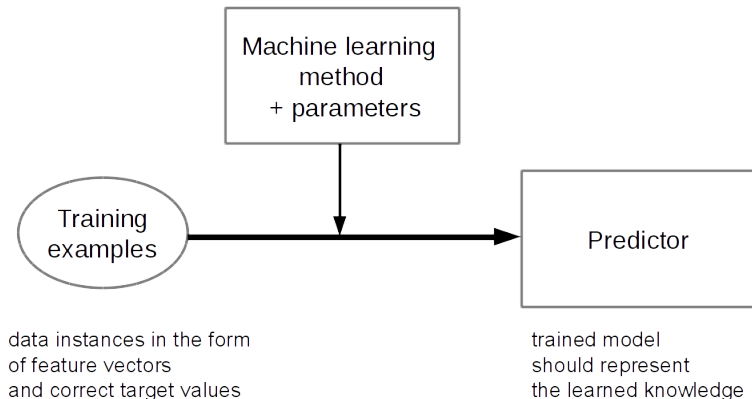 Machine learning
method
+ parameters
Training
examples
Predictor
data instances in the form
of feature vectors
and correct target values
trained model
should represent
the learned knowledge